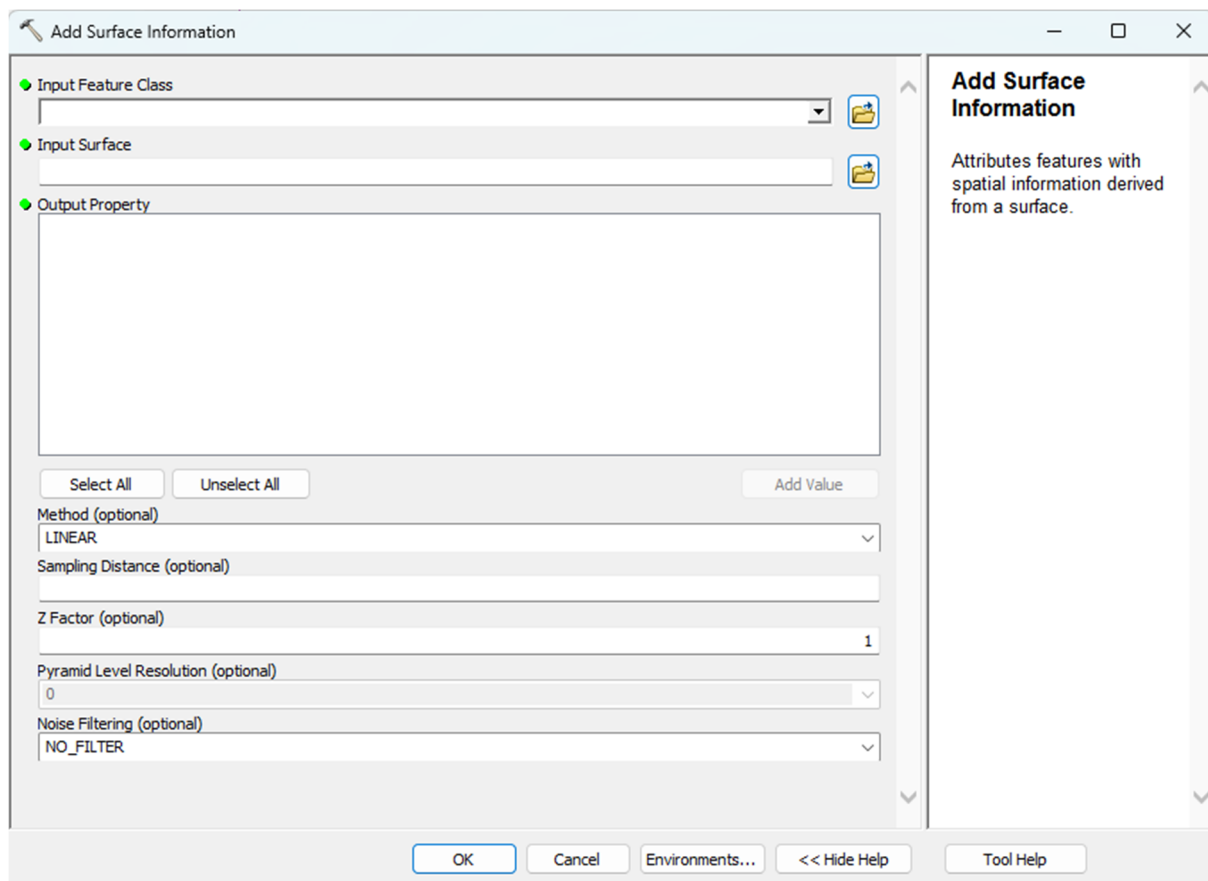 Add Surface Information
Input Feature Class
Input Surface
Output Property
Select All
Unselect All
Add Value
Method (optional)
LINEAR
Sampling Distance (optional)
Z Factor (optional)
1
Pyramid Level Resolution (optional)
0
Noise Filtering (optional)
NO_FILTER
Add Surface
Information
Attributes features with
spatial information derived
from a surface.
OK
Cancel
Environments...
<< Hide Help
Tool Help